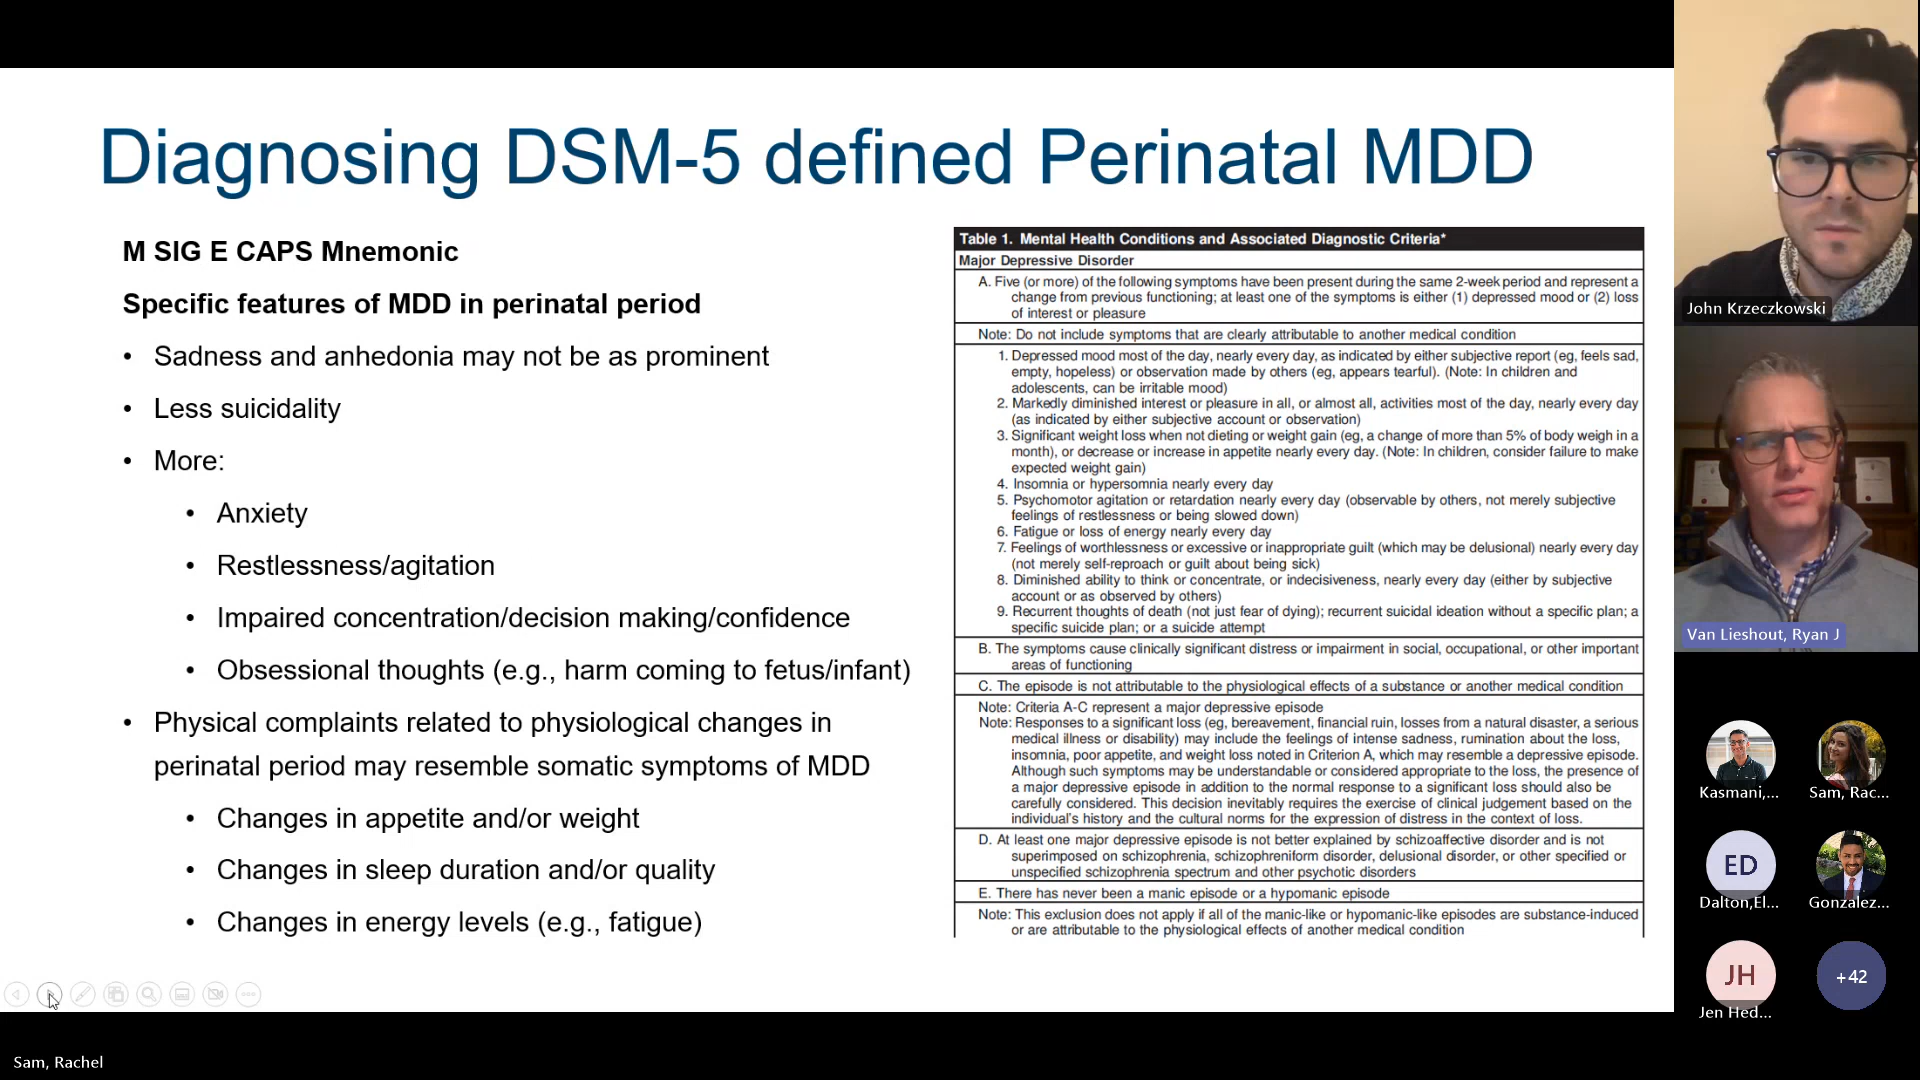 Diagnosing DSM-5 defined Perinatal MDD
M SIG E CAPS Mnemonic
Specific features of MDD in perinatal period
• Sadness and anhedonia may not be as prominent
• Less suicidality
• More:
• Anxiety
• Restlessness/agitation
• Impaired concentration/decision making/confidence
• Obsessional thoughts (e.g., harm coming to fetus/infant)
• Physical complaints related to physiological changes in
perinatal period may resemble somatic symptoms of MDD
• Changes in appetite and/or weight
• Changes in sleep duration and/or quality
• Changes in energy levels (e.g., fatigue)
Table 1. Mental Health Conditions and Associated Diagnostic Criteria*
Major Depressive Disorder
A. Five (or more) of the following symptoms have been present during the same 2-week period and represent a
change from previous functioning; at least one of the symptoms is either (1) depressed mood or (2) loss
of interest or pleasure
Note: Do not include symptoms that are clearly attributable to another medical condition
1. Depressed mood most of the day, nearly every day, as indicated by either subjective report (eg, feels sad,
empty, hopeless) or observation made by others (eg, appears tearful). (Note: In children and
adolescents, can be irritable mood)
2. Markedly diminished interest or pleasure in all, or almost all, activities most of the day, nearly every day
(as indicated by either subjective account or observation)
3. Significant weight loss when not dieting or weight gain (eg, a change of more than 5% of body weigh in a
month), or decrease or increase in appetite nearly every day. (Note: In children, consider failure to make
expected weight gain)
4. Insomnia or hypersomnia nearly every day
5. Psychomotor agitation or retardation nearly every day (observable by others, not merely subjective
feelings of restlessness or being slowed down)
6. Fatigue or loss of energy nearly every day
7. Feelings of worthlessness or excessive or inappropriate guilt (which may be delusional) nearly every day
(not merely self-reproach or guilt about being sick)
8. Diminished ability to think or concentrate, or indecisiveness, nearly every day (either by subjective
account or as observed by others)
9. Recurrent thoughts of death (not just fear of dying); recurrent suicidal ideation without a specific plan; a
specific suicide plan; or a suicide attempt
B. The symptoms cause clinically significant distress or impairment in social, occupational, or other important
areas of functioning
C. The episode is not attributable to the physiological effects of a substance or another medical condition
Note: Criteria A-C represent a major depressive episode
Note: Responses to a significant loss (eg, bereavement, financial ruin, losses from a natural disaster, a serious
medical illness or disability) may include the feelings of intense sadness, rumination about the loss,
insomnia, poor appetite, and weight loss noted in Criterion A, which may resemble a depressive episode.
Although such symptoms may be understandable or considered appropriate to the loss, the presence of
a major depressive episode in addition to the normal response to a significant loss should also be
carefully considered. This decision inevitably requires the exercise of clinical judgement based on the
individual's history and the cultural norms for the expression of distress in the context of loss.
D. At least one major depressive episode is not better explained by schizoaffective disorder and is not
superimposed on schizophrenia, schizophreniform disorder, delusional disorder, or other specified or
unspecified schizophrenia spectrum and other psychotic disorders
E. There has never been a manic episode or a hypomanic episode
Note: This exclusion does not apply if all of the manic-like or hypomanic-like episodes are substance-induced
or are attributable to the physiological effects of another medical condition
John Krzeczkowski
Van Lieshout, Ryan J
Kasmani,...
Sam, Rac...
ED
Dalton,El...
Gonzalez...
JH
Jen Hed...
+42
Sam, Rachel